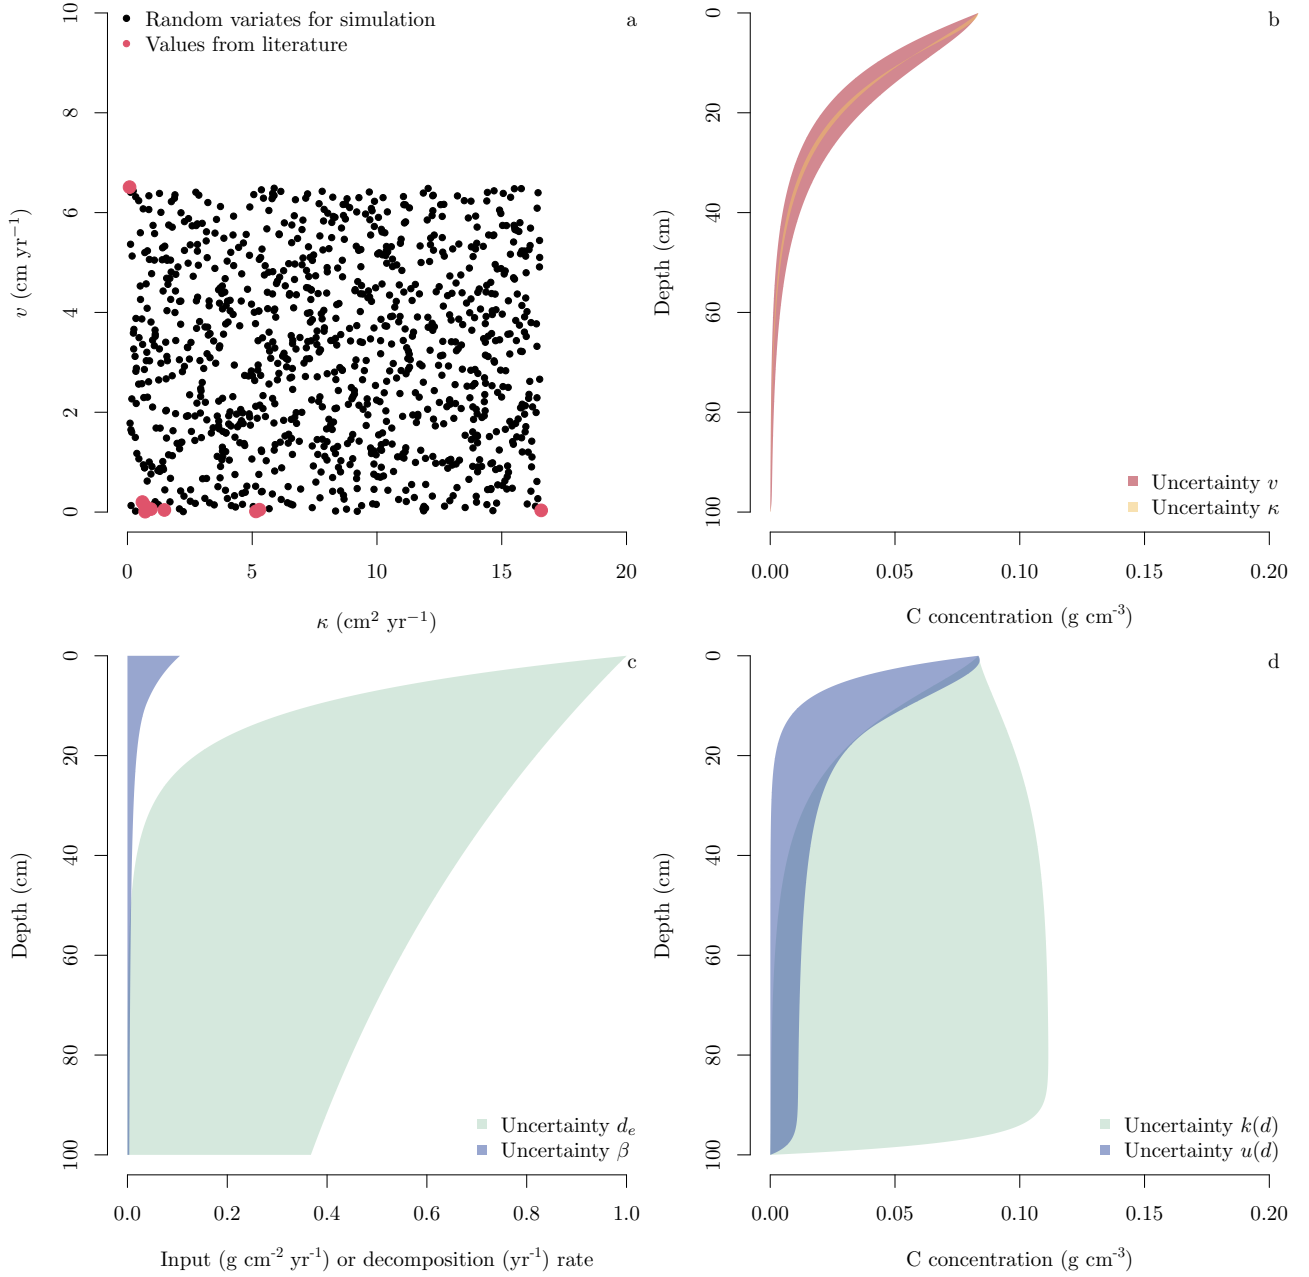 a
Random variates for simulation
Values from literature
10
8
6
4
2
0
v (cm yr⁻¹)
0 5 10 15 20
κ (cm² yr⁻¹)
b
0
20
40
60
80
100
Depth (cm)
Uncertainty v
Uncertainty κ
0.00 0.05 0.10 0.15 0.20
C concentration (g cm⁻³)
c
0
20
40
60
80
100
Depth (cm)
Uncertainty dₑ
Uncertainty β
0.0 0.2 0.4 0.6 0.8 1.0
Input (g cm⁻² yr⁻¹) or decomposition (yr⁻¹) rate
d
0
20
40
60
80
100
Depth (cm)
Uncertainty k(d)
Uncertainty u(d)
0.00 0.05 0.10 0.15 0.20
C concentration (g cm⁻³)